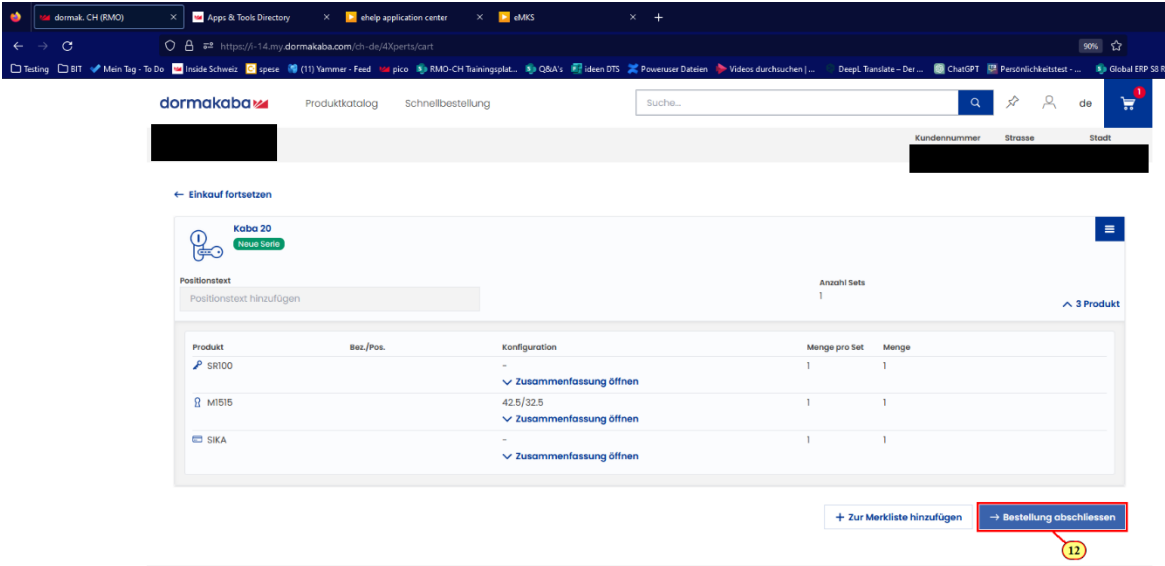 dormak. CH (RMO) × Apps & Tools Directory × ehelp application center × eMKS × +
https://i-14.my.dormakaba.com/ch-de/4Xperts/cart 90%
Testing BIT Mein Tag - To Do Inside Schweiz spese (11) Yammer - Feed pico RMO-CH Trainingsplat... Q&A's ideen DTS Poweruser Dateien Videos durchsuchen | ... DeepL Translate – Der ... ChatGPT Persönlichkeitstest - ... Global ERP S8 R
dormakaba Produktkatalog Schnellbestellung Suche... de 1
Kundennummer Strasse Stadt
← Einkauf fortsetzen
Kaba 20
Neue Serie
Positionstext Anzahl Sets
Positionstext hinzufügen 1
3 Produkt
Produkt Bez./Pos. Konfiguration Menge pro Set Menge
SR100 - 1 1
Zusammenfassung öffnen
M1515 42.5/32.5 1 1
Zusammenfassung öffnen
SIKA - 1 1
Zusammenfassung öffnen
+ Zur Merkliste hinzufügen → Bestellung abschliessen
12